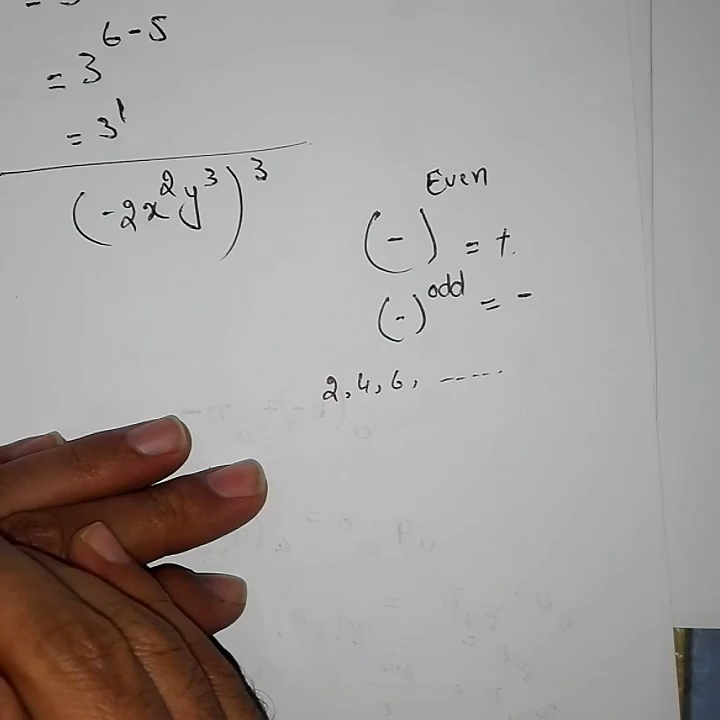 = 3^{6-5}
= 3^1
(-2x^2y^3)^3
(-)^{Even} = +.
(-)^{odd} = -
2,4,6, -----